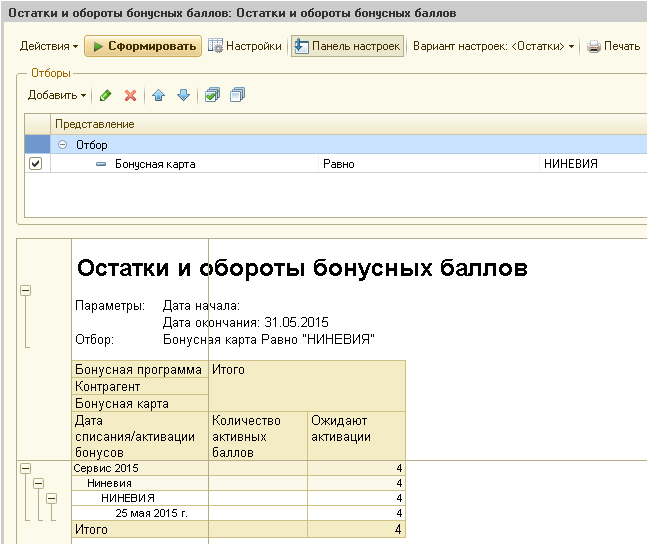 Остатки и обороты бонусных баллов: Остатки и обороты бонусных баллов
Действия Сформировать Настройки Панель настроек Вариант настроек: <Остатки> Печать
Отборы
Добавить
Представление
Отбор
Бонусная карта Равно НИНЕВИЯ
Остатки и обороты бонусных баллов
Параметры: Дата начала:
Дата окончания: 31.05.2015
Отбор: Бонусная карта Равно "НИНЕВИЯ"
Бонусная программа Итого
Контрагент
Бонусная карта
Дата Количество Ожидают
списания/активации активных активации
бонусов баллов
Сервис 2015 4
Ниневия 4
НИНЕВИЯ 4
25 мая 2015 г. 4
Итого 4